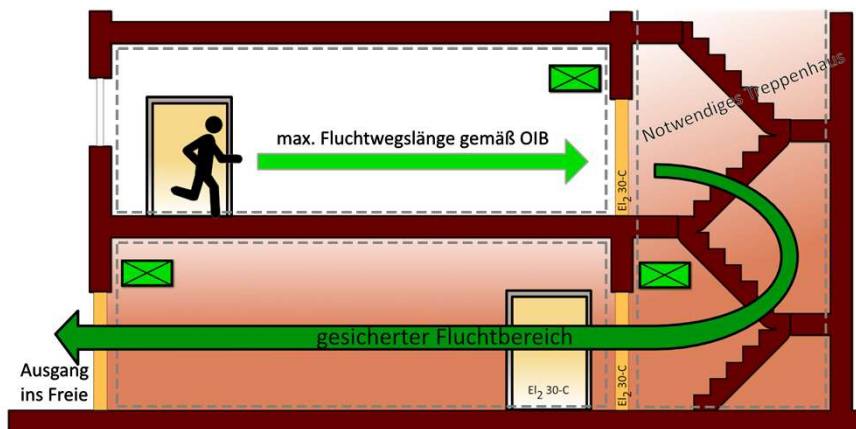 Notwendiges Treppenhaus
max. Fluchtwegslänge gemäß OIB
EI₂ 30-C
gesicherter Fluchtbereich
Ausgang
ins Freie
EI₂ 30-C
EI₂ 30-C